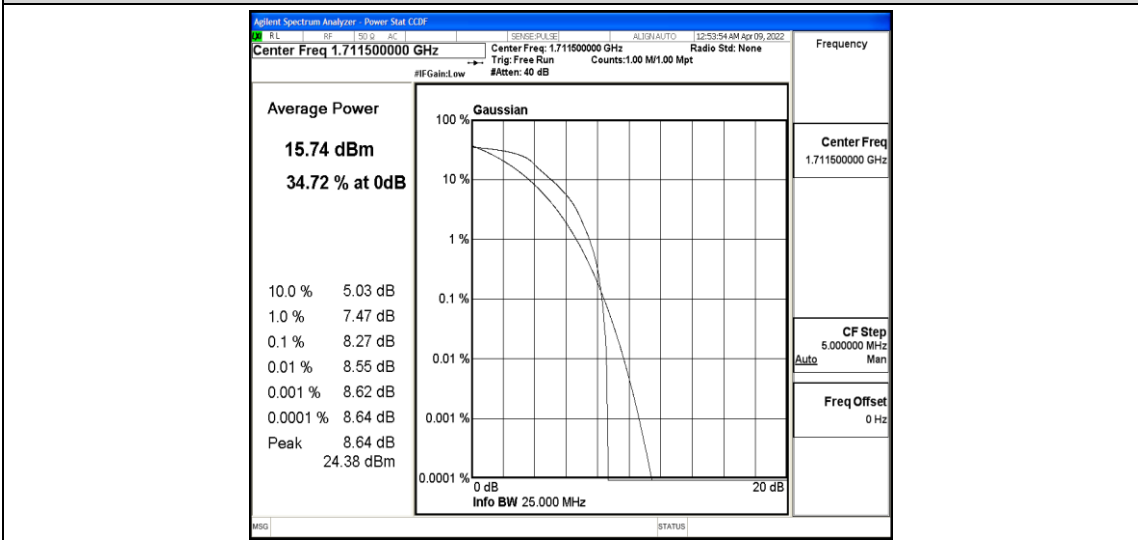 Agilent Spectrum Analyzer - Power Stat CCDF
LXI RL RF 50 Ω AC SENSE:PULSE ALIGNAUTO 12:53:54 AM Apr 09, 2022
Center Freq 1.711500000 GHz
Center Freq: 1.711500000 GHz Radio Std: None
Trig: Free Run Counts:1.00 M/1.00 Mpt
#IFGain:Low #Atten: 40 dB
Frequency
Center Freq
1.711500000 GHz
CF Step
5.000000 MHz
Auto Man
Freq Offset
0 Hz
Average Power
15.74 dBm
34.72 % at 0dB
10.0 % 5.03 dB
1.0 % 7.47 dB
0.1 % 8.27 dB
0.01 % 8.55 dB
0.001 % 8.62 dB
0.0001 % 8.64 dB
Peak 8.64 dB
24.38 dBm
Gaussian
100 %
10 %
1 %
0.1 %
0.01 %
0.001 %
0.0001 %
0 dB 20 dB
Info BW 25.000 MHz
MSG STATUS